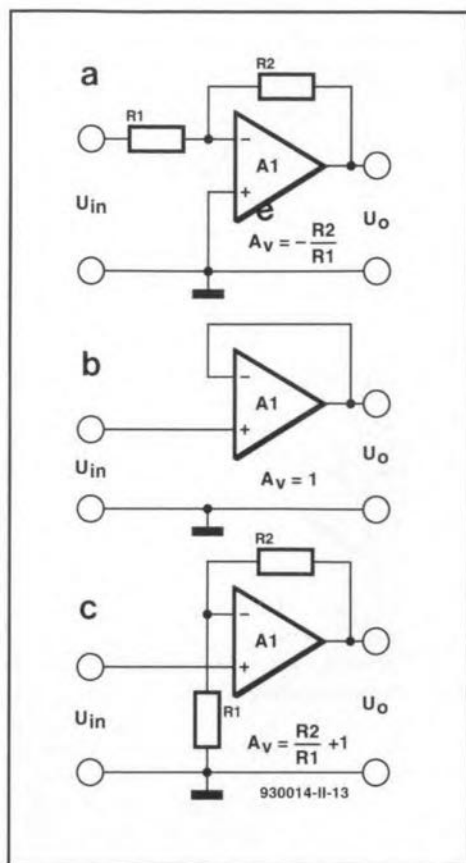 a
R2
R1
A1
Uin
e
Uo
Av = − R2/R1
b
A1
Uin
Uo
Av = 1
R2
c
A1
R1
Uin
Uo
Av = R2/R1 +1
930014-II-13